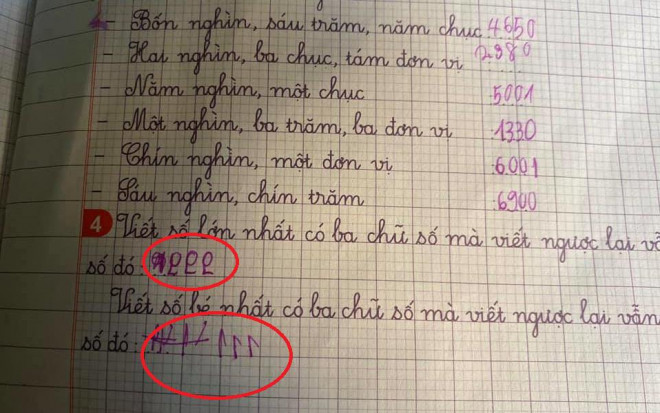 - Bốn nghìn, sáu trăm, năm chục 4650
- Hai nghìn, ba chục, tám đơn vị 2380
- Năm nghìn, một chục 5001
- Một nghìn, ba trăm, ba đơn vị 1330
- Chín nghìn, một đơn vị 6001
- Sáu nghìn, chín trăm 6900
4 Viết số lớn nhất có ba chữ số mà viết ngược lại vẫ
số đó: 999
Viết số bé nhất có ba chữ số mà viết ngược lại vẫn
số đó: 111